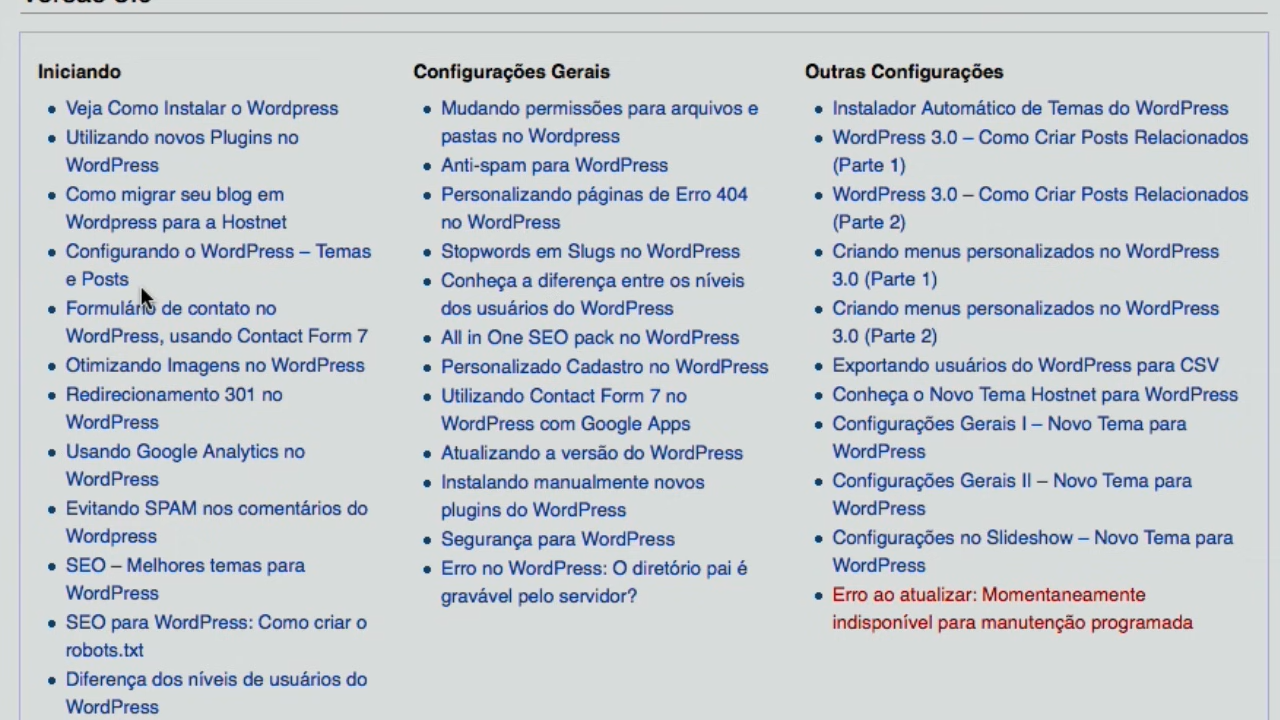 Iniciando
Veja Como Instalar o Wordpress
Utilizando novos Plugins no
WordPress
Como migrar seu blog em
Wordpress para a Hostnet
Configurando o WordPress – Temas
e Posts
Formulário de contato no
WordPress, usando Contact Form 7
Otimizando Imagens no WordPress
Redirecionamento 301 no
WordPress
Usando Google Analytics no
WordPress
Evitando SPAM nos comentários do
Wordpress
SEO – Melhores temas para
WordPress
SEO para WordPress: Como criar o
robots.txt
Diferença dos níveis de usuários do
WordPress
Configurações Gerais
Mudando permissões para arquivos e
pastas no Wordpress
Anti-spam para WordPress
Personalizando páginas de Erro 404
no WordPress
Stopwords em Slugs no WordPress
Conheça a diferença entre os níveis
dos usuários do WordPress
All in One SEO pack no WordPress
Personalizado Cadastro no WordPress
Utilizando Contact Form 7 no
WordPress com Google Apps
Atualizando a versão do WordPress
Instalando manualmente novos
plugins do WordPress
Segurança para WordPress
Erro no WordPress: O diretório pai é
gravável pelo servidor?
Outras Configurações
Instalador Automático de Temas do WordPress
WordPress 3.0 – Como Criar Posts Relacionados
(Parte 1)
WordPress 3.0 – Como Criar Posts Relacionados
(Parte 2)
Criando menus personalizados no WordPress
3.0 (Parte 1)
Criando menus personalizados no WordPress
3.0 (Parte 2)
Exportando usuários do WordPress para CSV
Conheça o Novo Tema Hostnet para WordPress
Configurações Gerais I – Novo Tema para
WordPress
Configurações Gerais II – Novo Tema para
WordPress
Configurações no Slideshow – Novo Tema para
WordPress
Erro ao atualizar: Momentaneamente
indisponível para manutenção programada